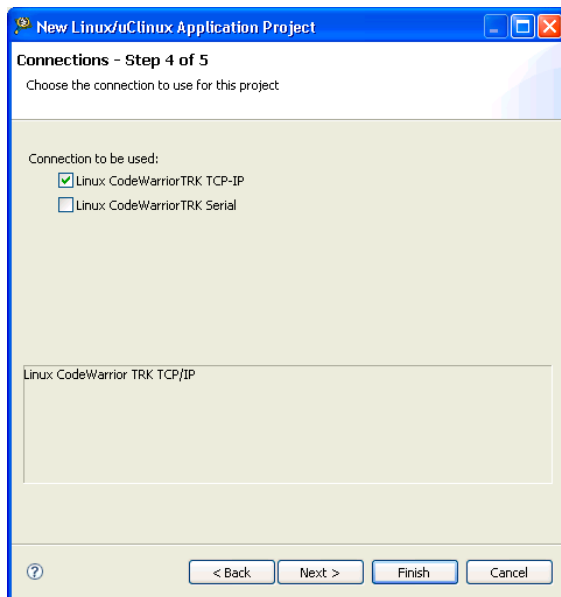 New Linux/uClinux Application Project
Connections - Step 4 of 5
Choose the connection to use for this project
Connection to be used:
Linux CodeWarriorTRK TCP-IP
Linux CodeWarriorTRK Serial
Linux CodeWarrior TRK TCP/IP
? < Back Next > Finish Cancel